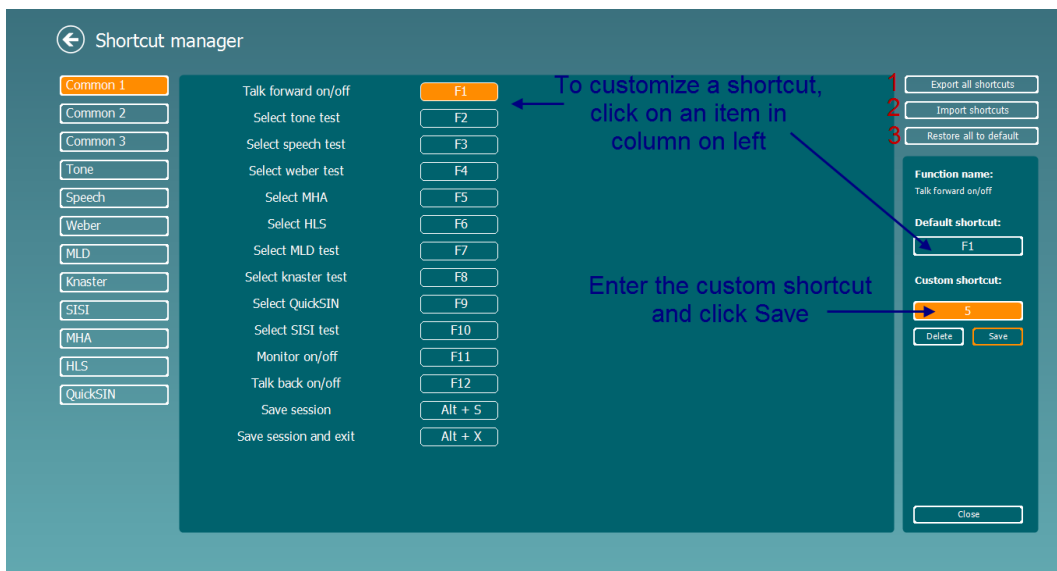 Shortcut manager
Common 1
Common 2
Common 3
Tone
Speech
Weber
MLD
Knaster
SISI
MHA
HLS
QuickSIN
Talk forward on/off F1
Select tone test F2
Select speech test F3
Select weber test F4
Select MHA F5
Select HLS F6
Select MLD test F7
Select knaster test F8
Select QuickSIN F9
Select SISI test F10
Monitor on/off F11
Talk back on/off F12
Save session Alt + S
Save session and exit Alt + X
To customize a shortcut,
click on an item in
column on left
Enter the custom shortcut
and click Save
1 Export all shortcuts
2 Import shortcuts
3 Restore all to default
Function name:
Talk forward on/off
Default shortcut:
F1
Custom shortcut:
5
Delete Save
Close